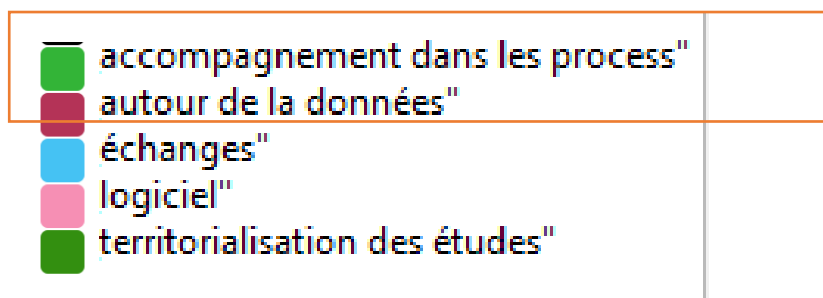 accompagnement dans les process"
autour de la données"
échanges"
logiciel"
territorialisation des études"